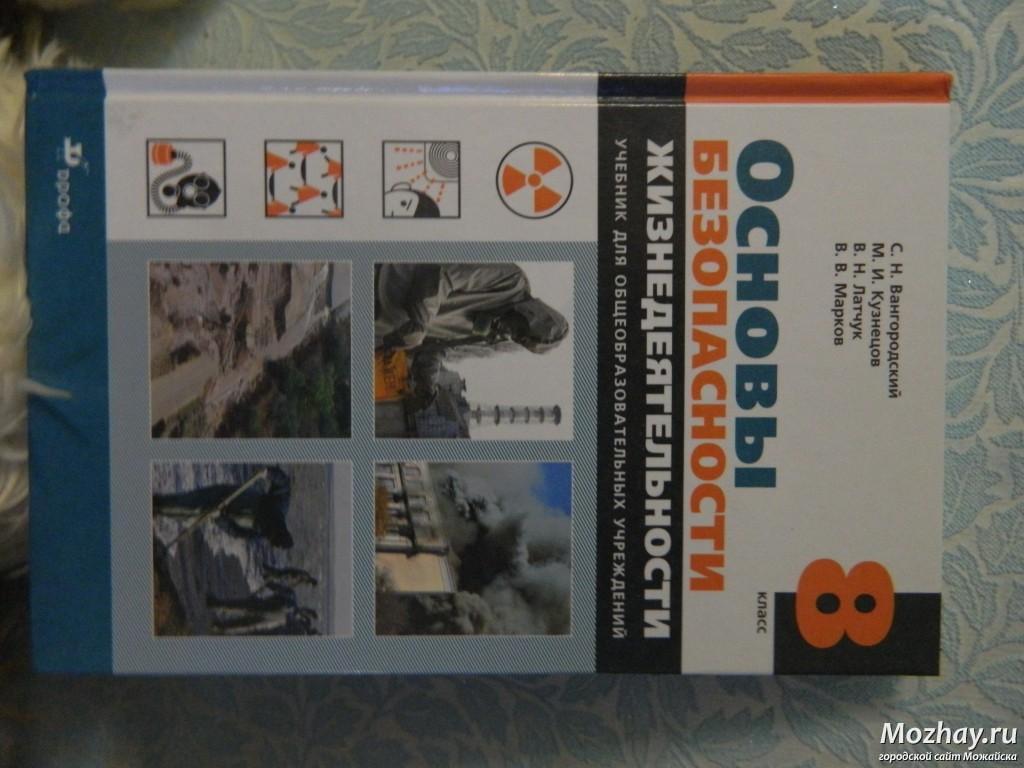 С. Н. Вангородский
М. И. Кузнецов
В. Н. Латчук
В. В. Марков
8
класс
ОСНОВЫ
БЕЗОПАСНОСТИ
ЖИЗНЕДЕЯТЕЛЬНОСТИ
УЧЕБНИК ДЛЯ ОБЩЕОБРАЗОВАТЕЛЬНЫХ УЧРЕЖДЕНИЙ
дрофа
Mozhay.ru
городской сайт Можайска